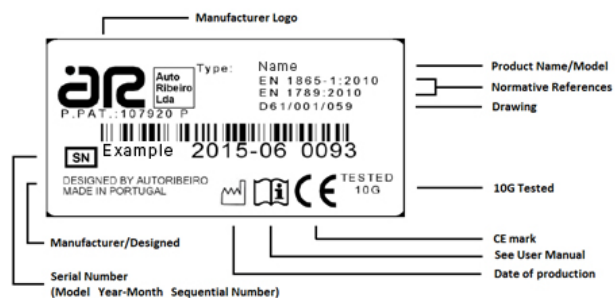 Manufacturer Logo
aR
Auto
Ribeiro
Lda
Type:
Name
EN 1865-1:2010
EN 1789:2010
D61/001/059
P.PAT.:107920 P
SN
Example 2015-06 0093
DESIGNED BY AUTORIBEIRO
MADE IN PORTUGAL
i
CE
TESTED
10G
Product Name/Model
Normative References
Drawing
10G Tested
CE mark
See User Manual
Date of production
Manufacturer/Designed
Serial Number
(Model Year-Month Sequential Number)